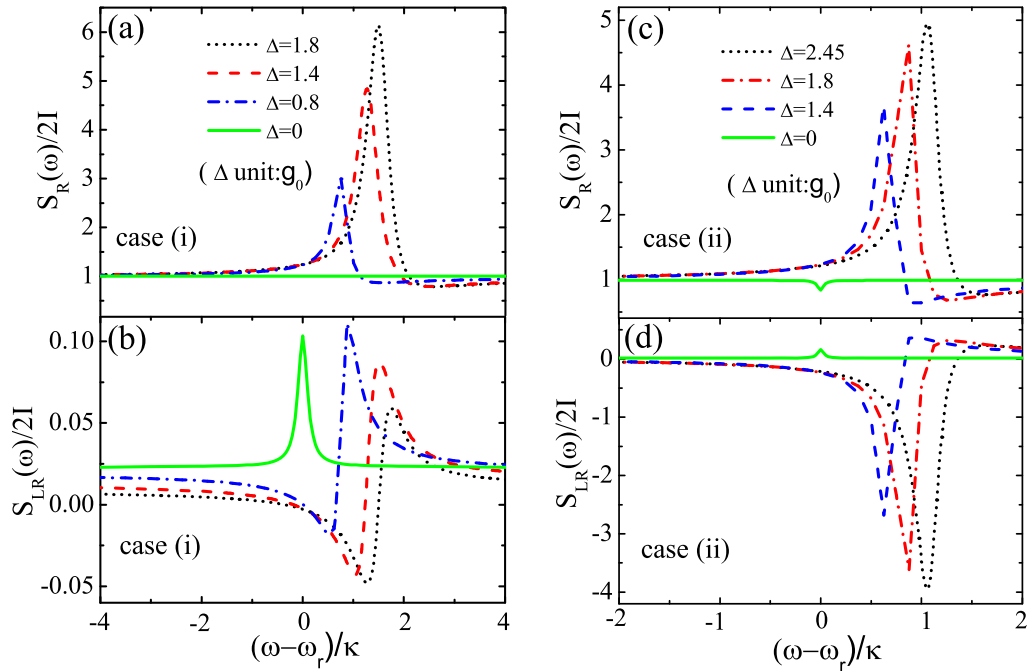 (a)
Δ=1.8
Δ=1.4
Δ=0.8
Δ=0
( Δ unit:g₀)
case (i)
S_R(ω)/2I
6
5
4
3
2
1
(b)
case (i)
S_LR(ω)/2I
0.10
0.05
0.00
-0.05
-4 -2 0 2 4
(ω−ω_r)/κ
(c)
Δ=2.45
Δ=1.8
Δ=1.4
Δ=0
( Δ unit:g₀)
case (ii)
S_R(ω)/2I
5
4
3
2
1
(d)
case (ii)
S_LR(ω)/2I
0
-1
-2
-3
-4
-2 -1 0 1 2
(ω−ω_r)/κ